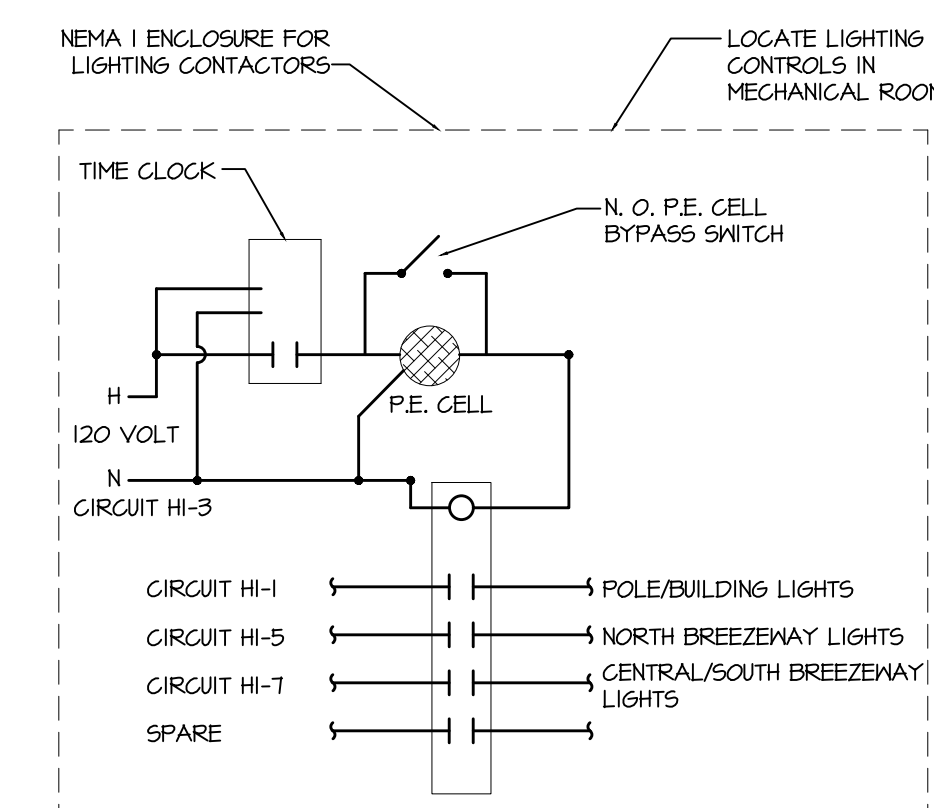 NEMA 1 ENCLOSURE FOR
LIGHTING CONTACTORS
LOCATE LIGHTING
CONTROLS IN
MECHANICAL
TIME CLOCK
N. O. P.E. CELL
BYPASS SWITCH
H
P.E. CELL
120 VOLT
N
CIRCUIT H1-3
CIRCUIT H1-1
POLE/BUILDING LIGHTS
CIRCUIT H1-5
NORTH BREEZEWAY LIGHTS
CIRCUIT H1-7
CENTRAL/SOUTH BREEZEWAY
LIGHTS
SPARE